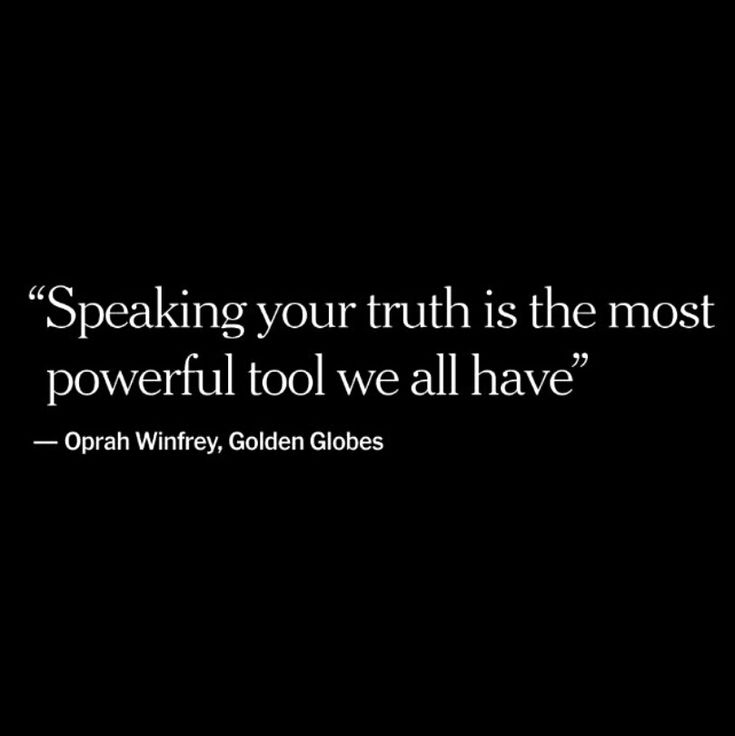 “Speaking your truth is the most
powerful tool we all have”
— Oprah Winfrey, Golden Globes